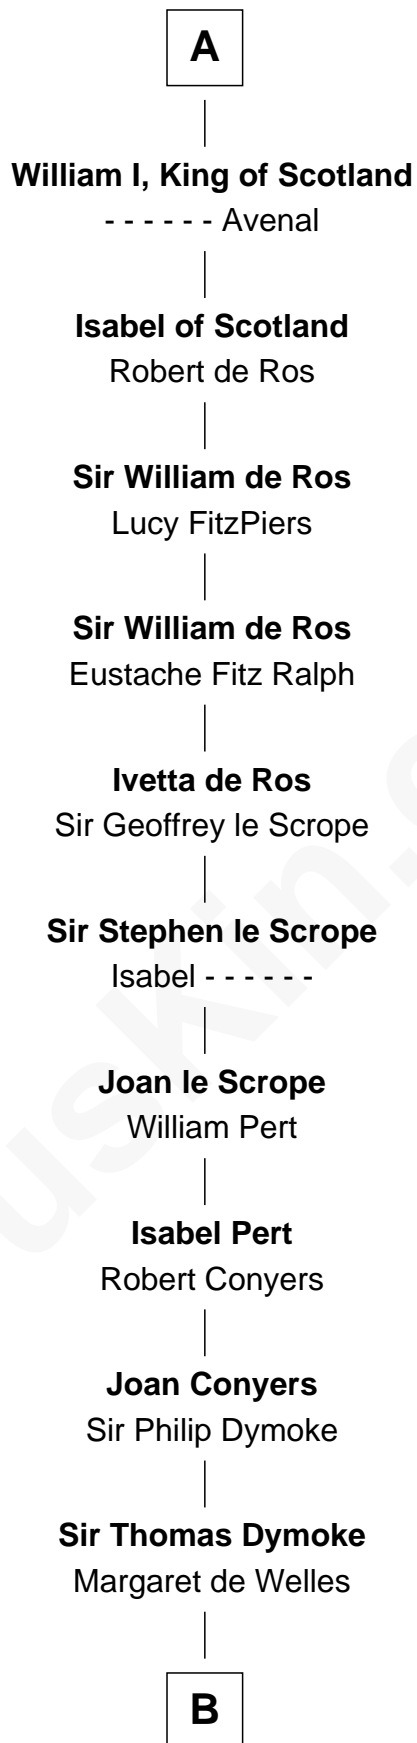 A
William I, King of Scotland
- - - - - - Avenal
Isabel of Scotland
Robert de Ros
Sir William de Ros
Lucy FitzPiers
Sir William de Ros
Eustache Fitz Ralph
Ivetta de Ros
Sir Geoffrey le Scrope
Sir Stephen le Scrope
Isabel - - - - - -
Joan le Scrope
William Pert
Isabel Pert
Robert Conyers
Joan Conyers
Sir Philip Dymoke
Sir Thomas Dymoke
Margaret de Welles
B